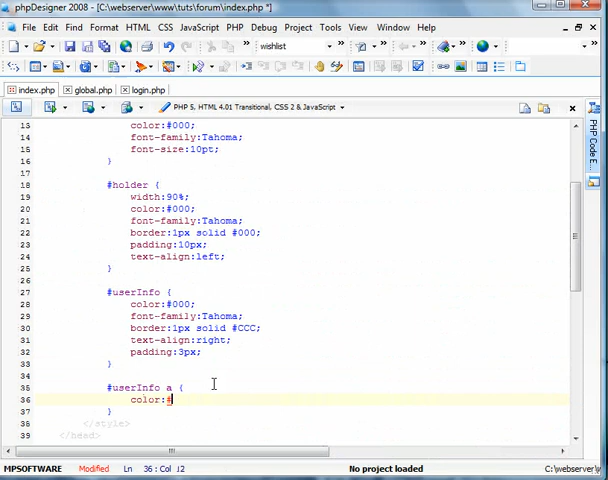 phpDesigner 2008 - [C:\webserver\www\tuts\forum\index.php *]
File Edit Find Format HTML CSS JavaScript PHP Debug Project Tools Window Help
wishlist
index.php global.php login.php
PHP 5, HTML 4.01 Transitional, CSS 2 & JavaScript
13 color:#000;
14 font-family:Tahoma;
15 font-size:10pt;
16 }
17
18 #holder {
19 width:90%;
20 color:#000;
21 font-family:Tahoma;
22 border:1px solid #000;
23 padding:10px;
24 text-align:left;
25 }
26
27 #userInfo {
28 color:#000;
29 font-family:Tahoma;
30 border:1px solid #CCC;
31 text-align:right;
32 padding:3px;
33 }
34
35 #userInfo a {
36 color:#
37 }
38 </style>
39 </head>
PHP Code E
MPSOFTWARE Modified Ln 36 : Col 12 No project loaded C:\webserver\w